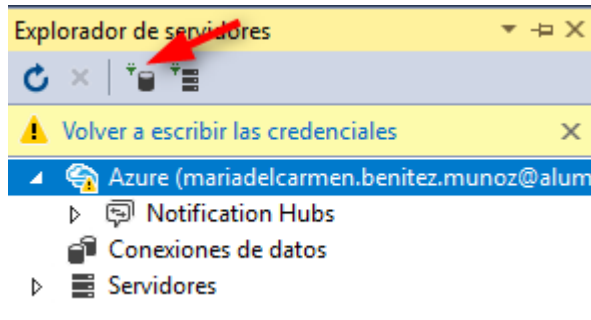 Explorador de servidores
Volver a escribir las credenciales
Azure (mariadelcarmen.benitez.munoz@alum
Notification Hubs
Conexiones de datos
Servidores